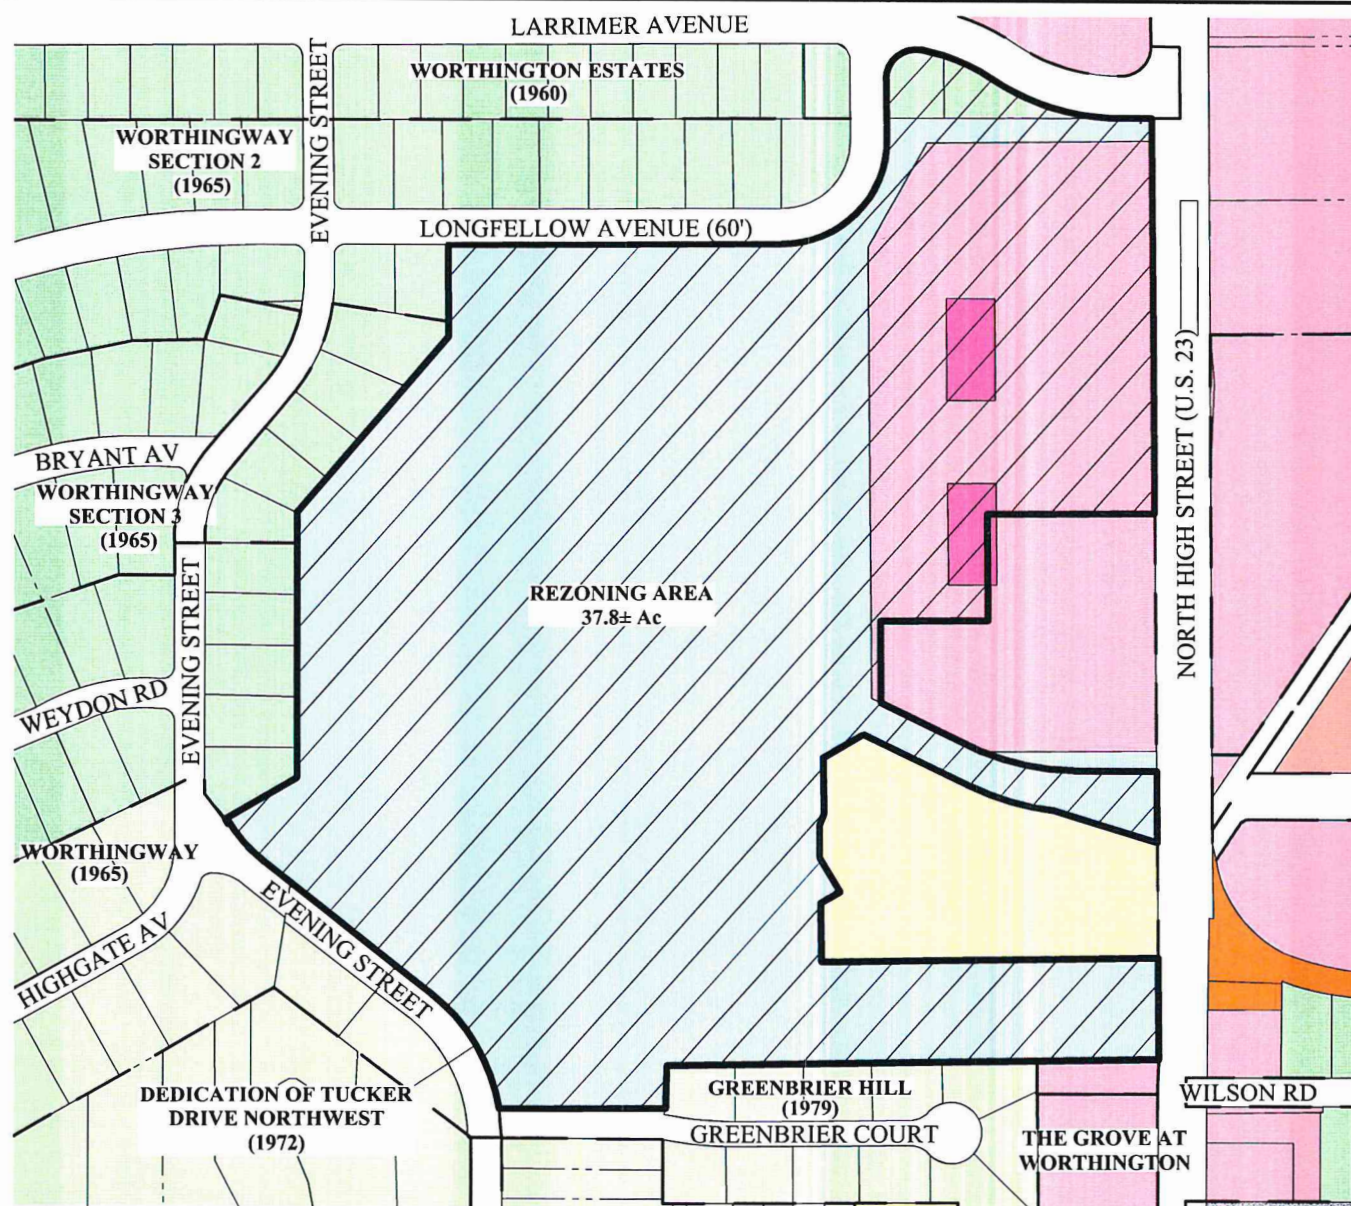 LARRIMER AVENUE
WORTHINGTON ESTATES
(1960)
EVENING STREET
WORTHINGWAY
SECTION 2
(1965)
LONGFELLOW AVENUE (60')
NORTH HIGH STREET (U.S. 23)
BRYANT AV
WORTHINGWAY
SECTION 3
(1965)
REZONING AREA
37.8± Ac
EVENING STREET
WEYDON RD
WORTHINGWAY
(1965)
EVENING STREET
HIGHGATE AV
DEDICATION OF TUCKER
DRIVE NORTHWEST
(1972)
GREENBRIER HILL
(1979)
GREENBRIER COURT
WILSON RD
THE GROVE AT
WORTHINGTON